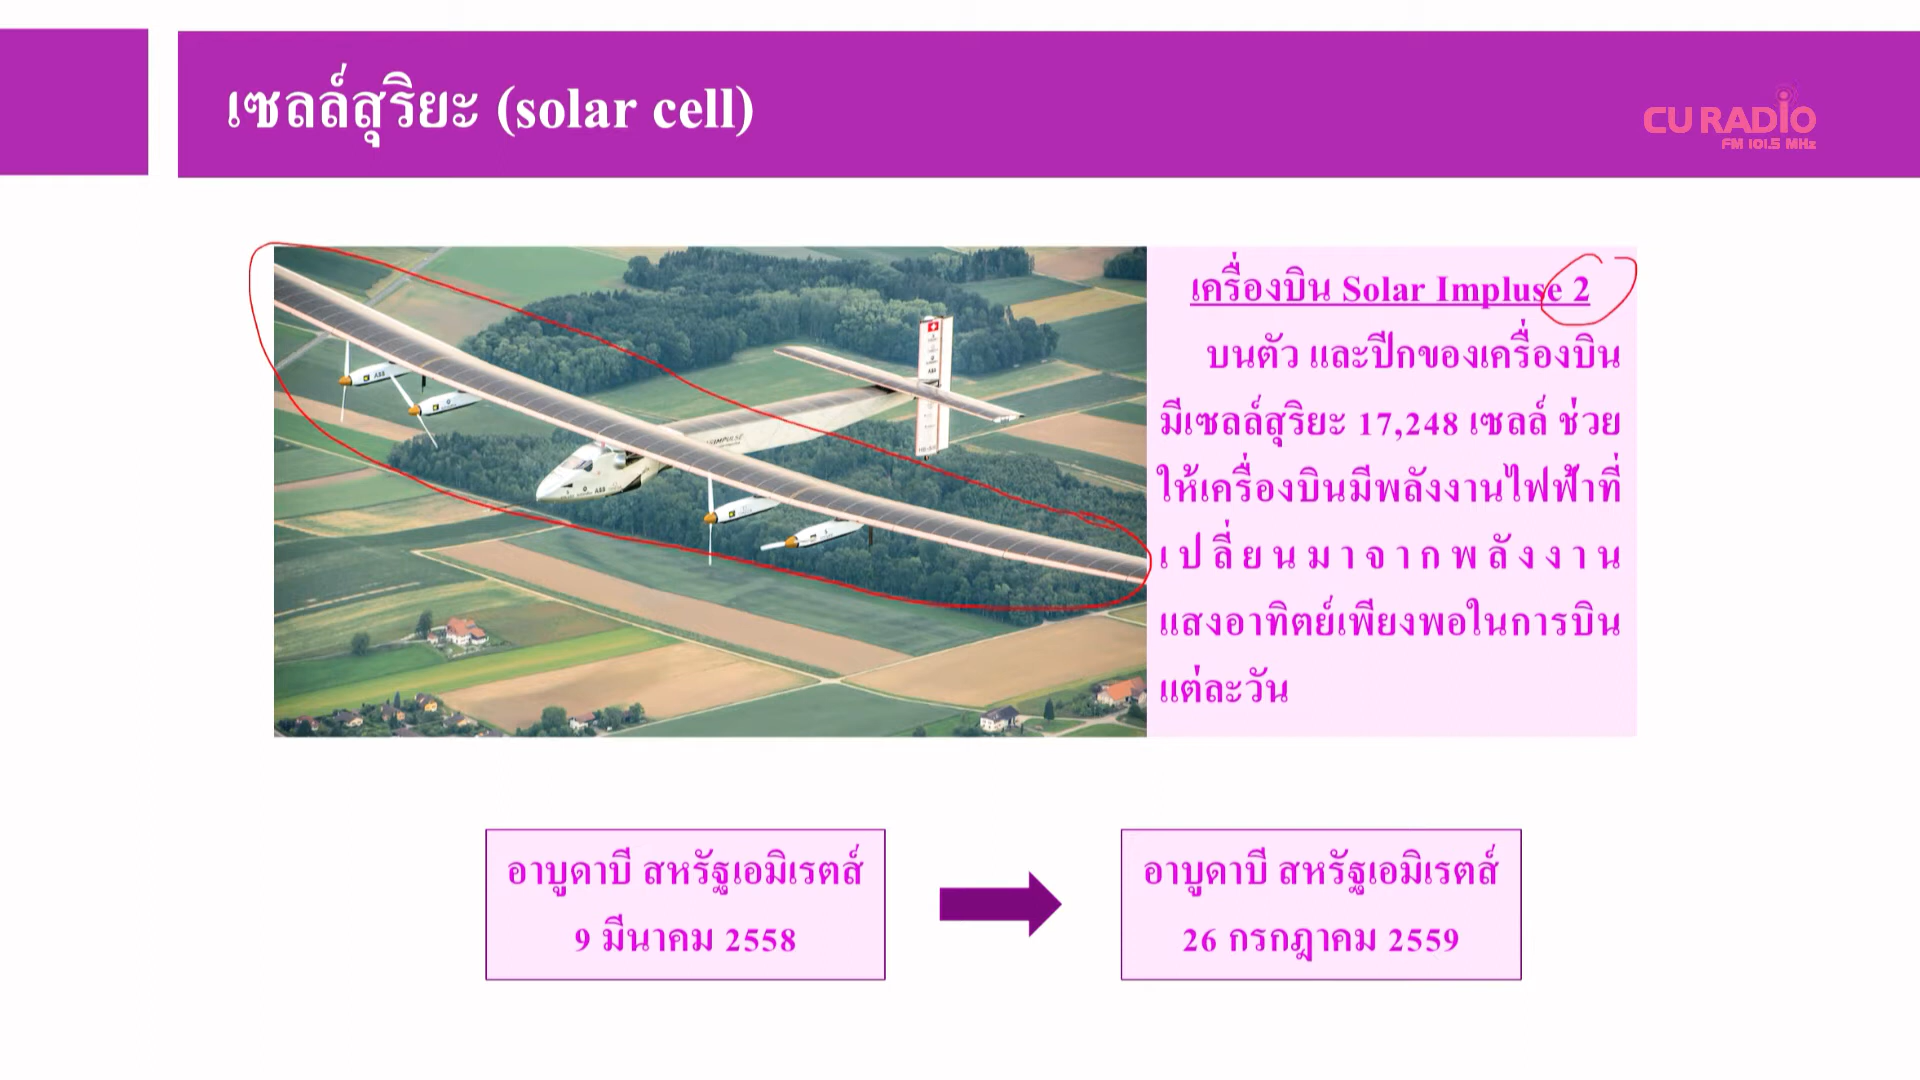 เซลล์สุริยะ (solar cell)
CU RADIO
FM 101.5 MHz
เครื่องบิน Solar Impluse 2
บนตัว และปีกของเครื่องบิน
มีเซลล์สุริยะ 17,248 เซลล์ ช่วย
ให้เครื่องบินมีพลังงานไฟฟ้าที่
เปลี่ยนมาจากพลังงาน
แสงอาทิตย์เพียงพอในการบิน
แต่ละวัน
ABB
ABB
อาบูดาบี สหรัฐเอมิเรตส์
9 มีนาคม 2558
อาบูดาบี สหรัฐเอมิเรตส์
26 กรกฎาคม 2559